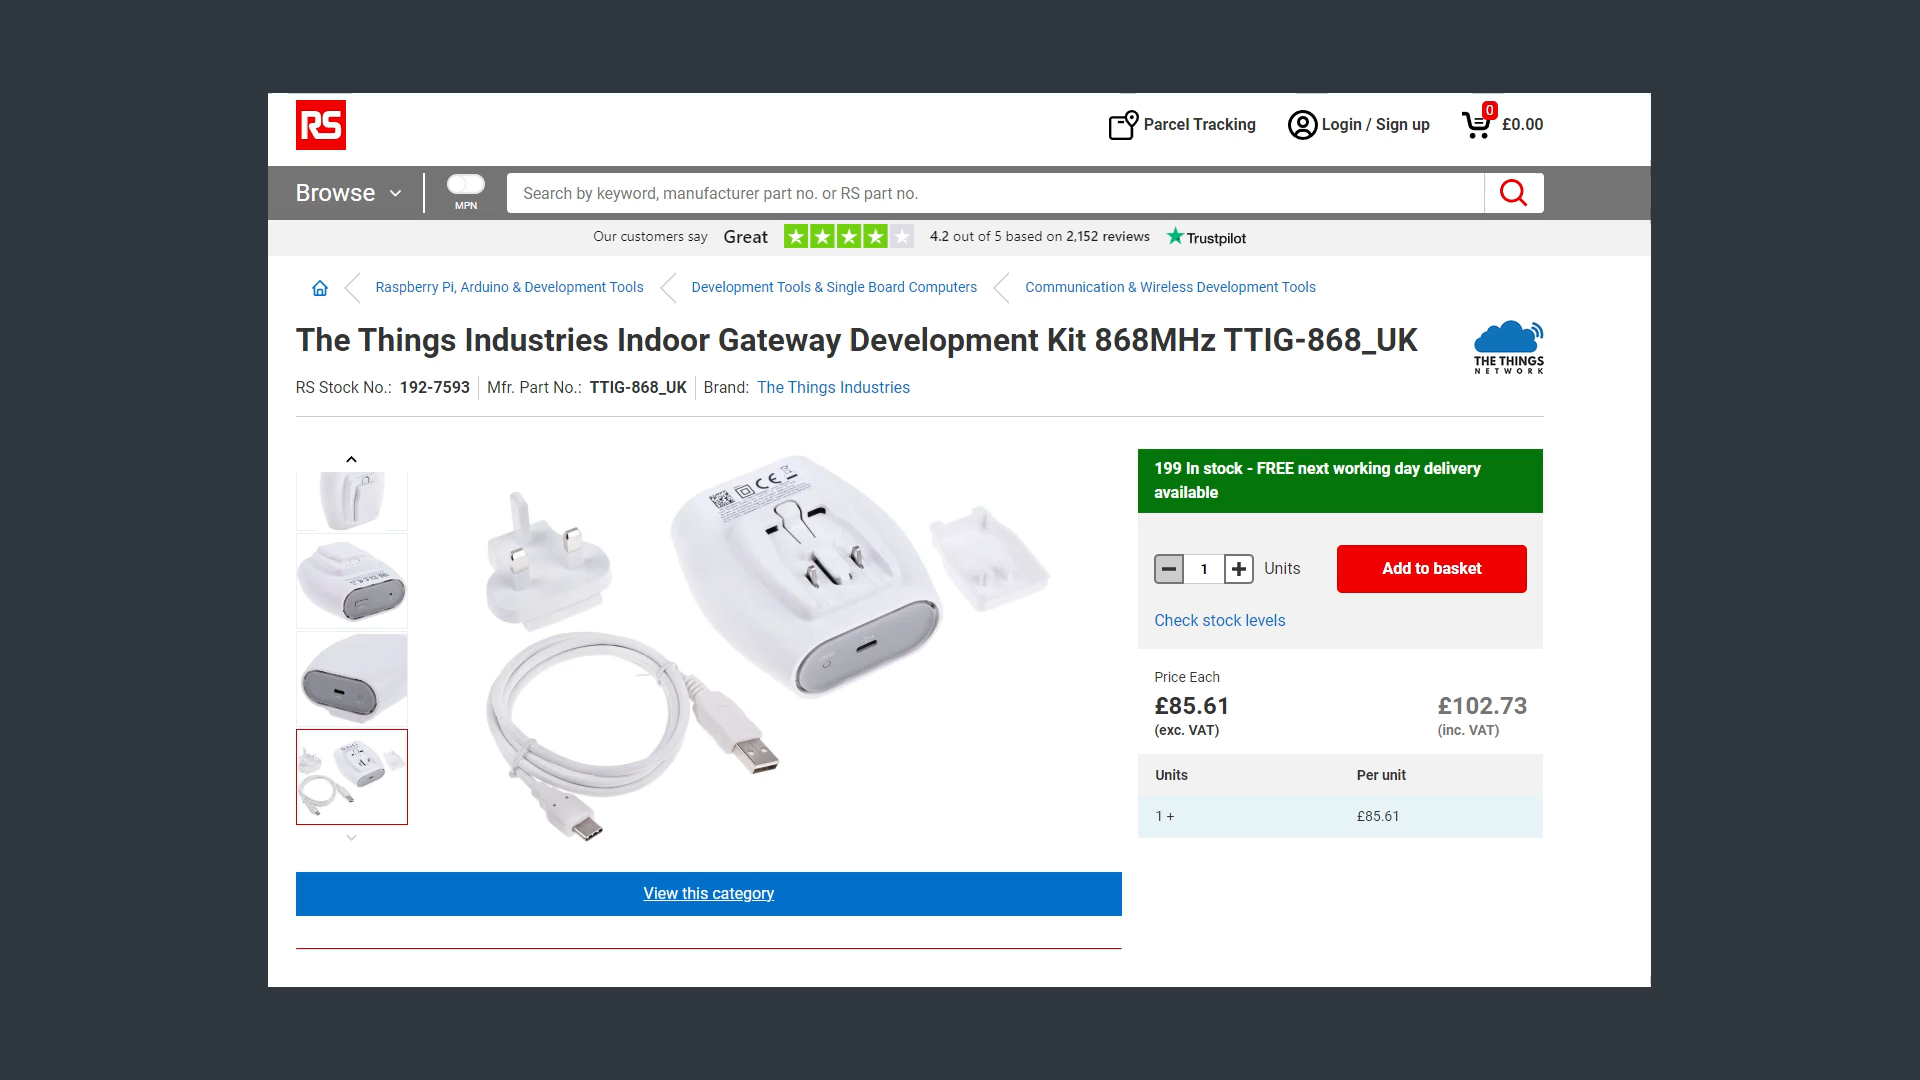 RS
Parcel Tracking
Login / Sign up
0
£0.00
Browse
MPN
Search by keyword, manufacturer part no. or RS part no.
Our customers say Great 4.2 out of 5 based on 2,152 reviews Trustpilot
Raspberry Pi, Arduino & Development Tools
Development Tools & Single Board Computers
Communication & Wireless Development Tools
The Things Industries Indoor Gateway Development Kit 868MHz TTIG-868_UK
THE THINGS
NETWORK
RS Stock No.: 192-7593 Mfr. Part No.: TTIG-868_UK Brand: The Things Industries
CE
199 In stock - FREE next working day delivery
available
1
Units
Add to basket
Check stock levels
Price Each
£85.61 £102.73
(exc. VAT) (inc. VAT)
Units Per unit
1 + £85.61
View this category